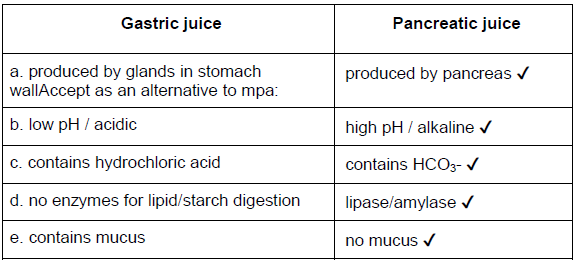 Gastric juice Pancreatic juice
a. produced by glands in stomach
wallAccept as an alternative to mpa:
produced by pancreas ✓
b. low pH / acidic high pH / alkaline ✓
c. contains hydrochloric acid contains HCO₃- ✓
d. no enzymes for lipid/starch digestion lipase/amylase ✓
e. contains mucus no mucus ✓